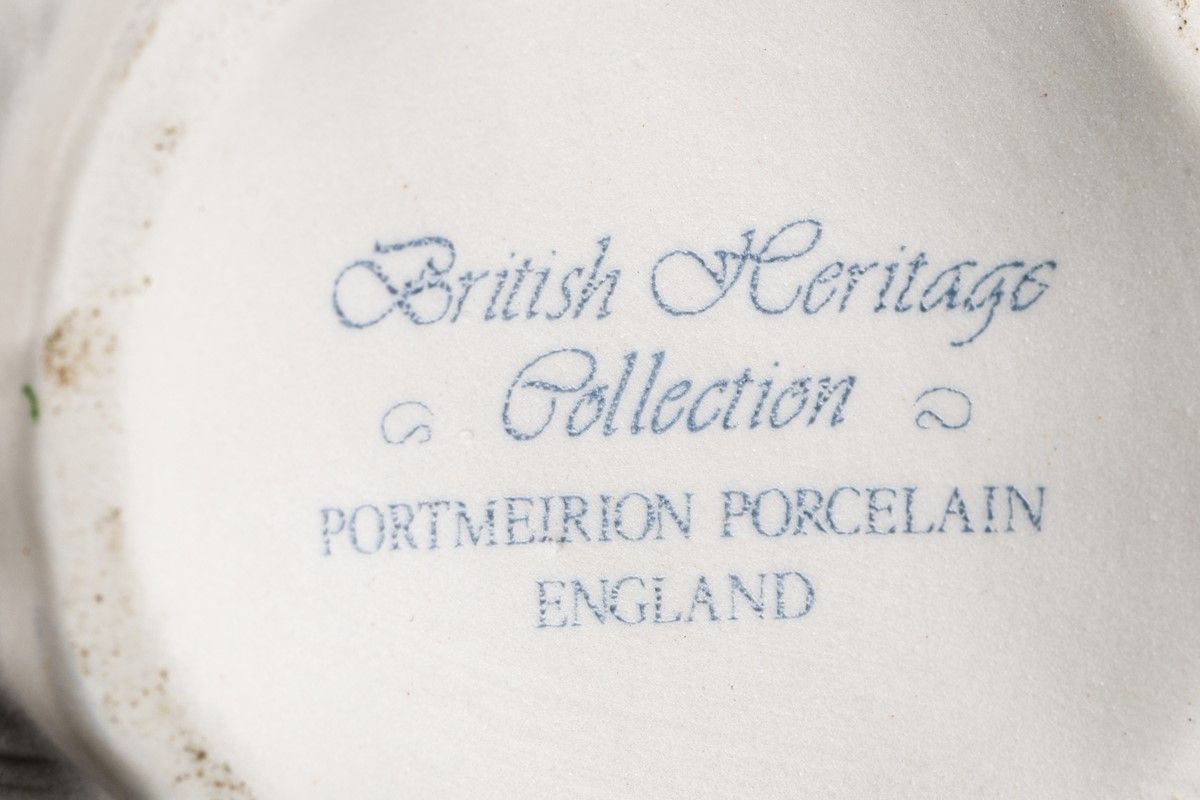 British Heritage
Collection
PORTMEIRION PORCELAIN
ENGLAND